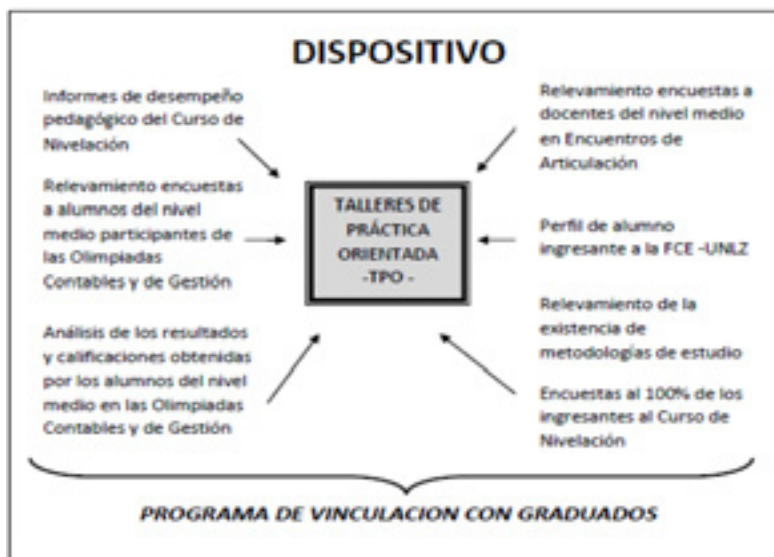 DISPOSITIVO
Informes de desempeño
pedagógico del Curso de
Nivelación
Relevamiento encuestas
a alumnos del nivel
medio participantes de
las Olimpiadas
Contables y de Gestión
Análisis de los resultados
y calificaciones obtenidas
por los alumnos del nivel
medio en las Olimpiadas
Contables y de Gestión
TALLERES DE
PRÁCTICA
ORIENTADA
-TPO -
Relevamiento encuestas a
docentes del nivel medio
en Encuentros de
Articulación
Perfil de alumno
ingresante a la FCE -UNLZ
Relevamiento de la
existencia de
metodologías de estudio
Encuestas al 100% de los
ingresantes al Curso de
Nivelación
PROGRAMA DE VINCULACION CON GRADUADOS